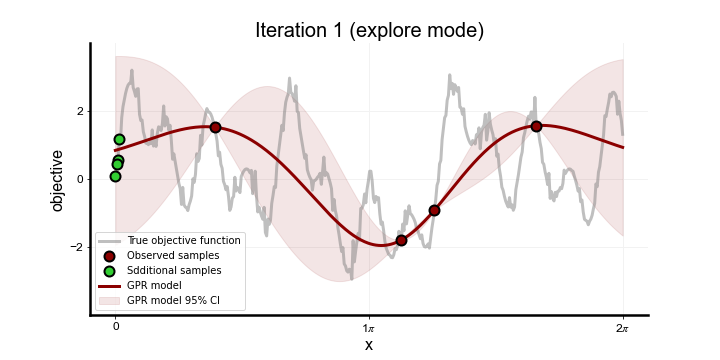 Iteration 1 (explore mode)
objective
2
0
−2
True objective function
Observed samples
Sdditional samples
GPR model
GPR model 95% CI
0
1π
2π
x